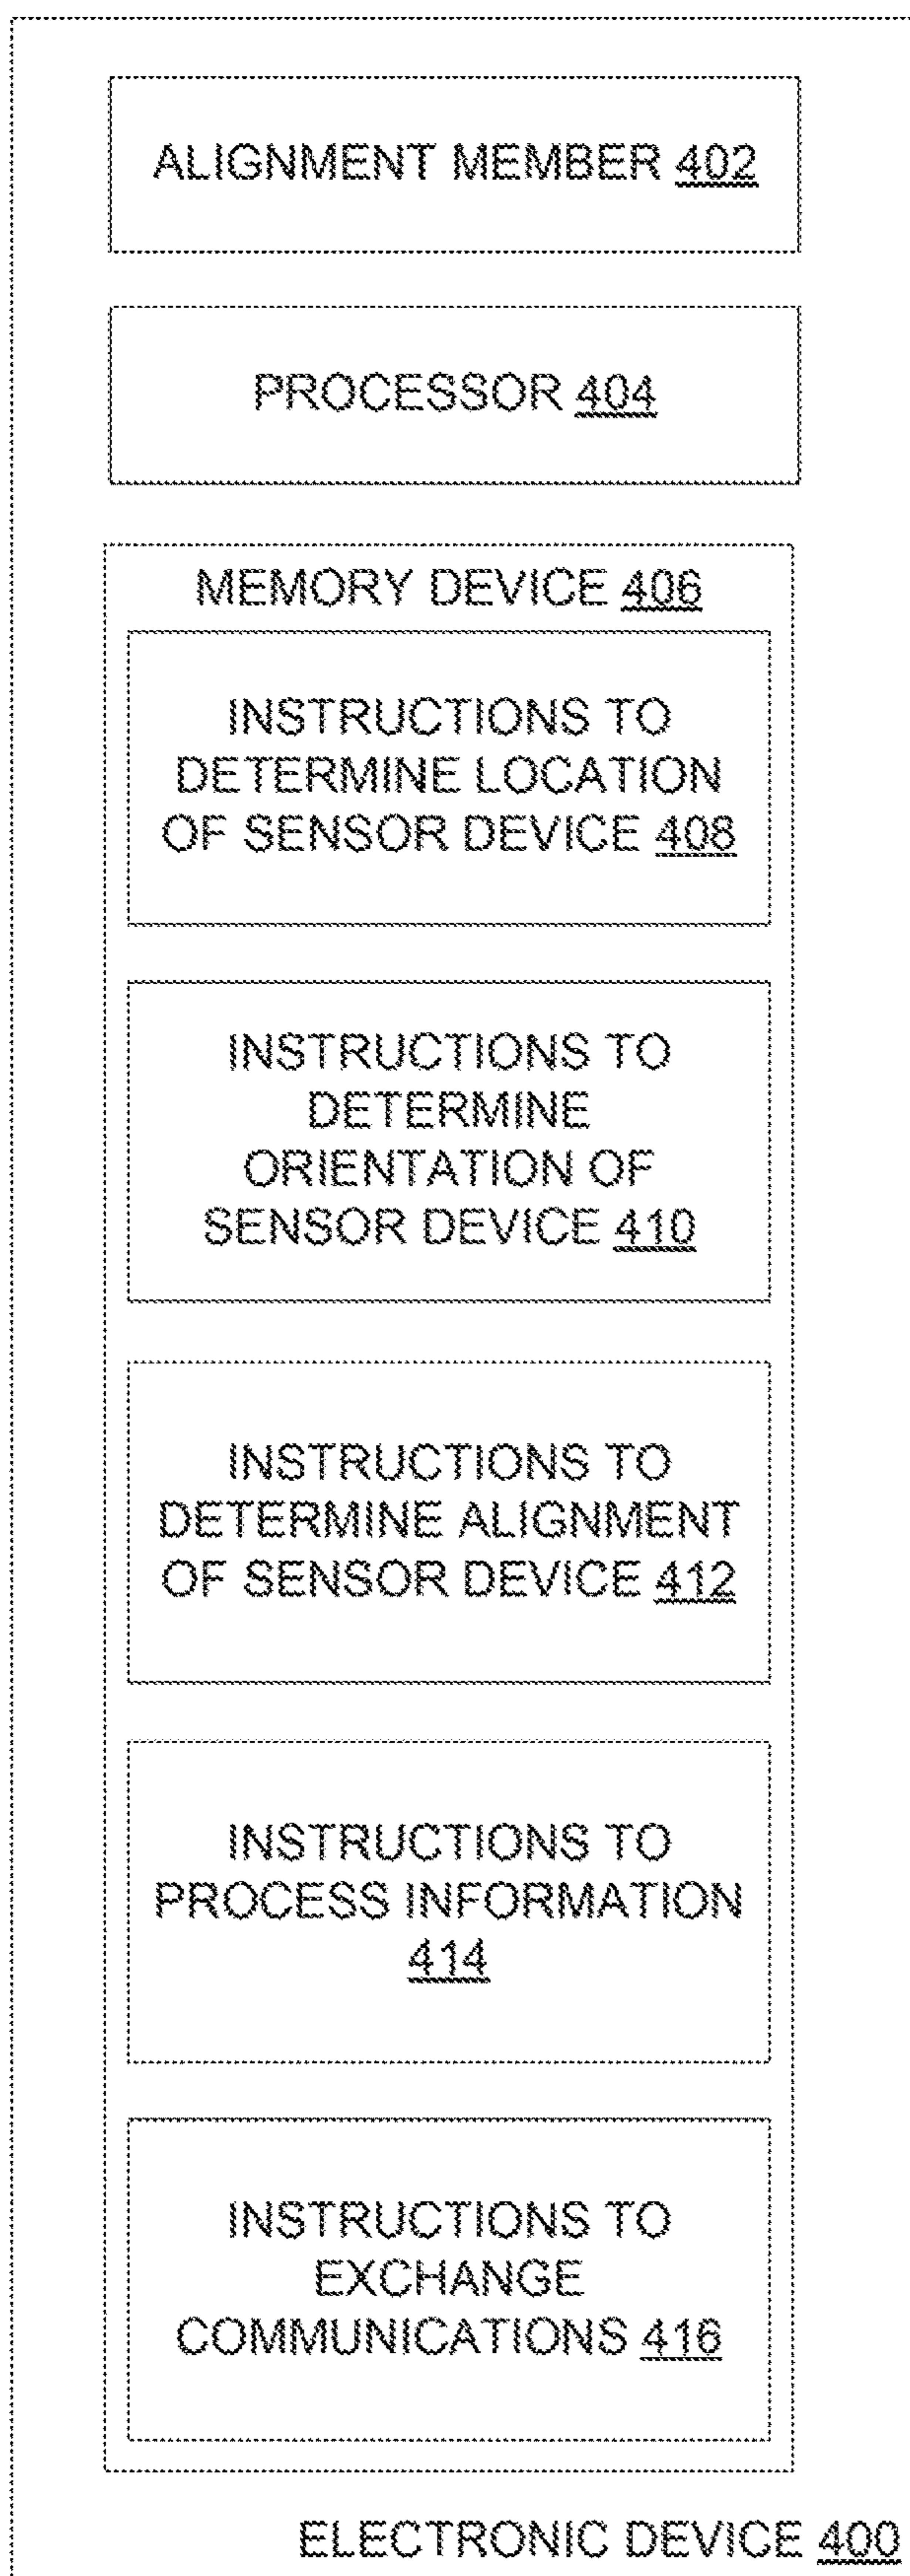 ALIGNMENT MEMBER 402
PROCESSOR 404
MEMORY DEVICE 406
INSTRUCTIONS TO
DETERMINE LOCATION
OF SENSOR DEVICE 408
INSTRUCTIONS TO
DETERMINE
ORIENTATION OF
SENSOR DEVICE 410
INSTRUCTIONS TO
DETERMINE ALIGNMENT
OF SENSOR DEVICE 412
INSTRUCTIONS TO
PROCESS INFORMATION
414
INSTRUCTIONS TO
EXCHANGE
COMMUNICATIONS 416
ELECTRONIC DEVICE 400